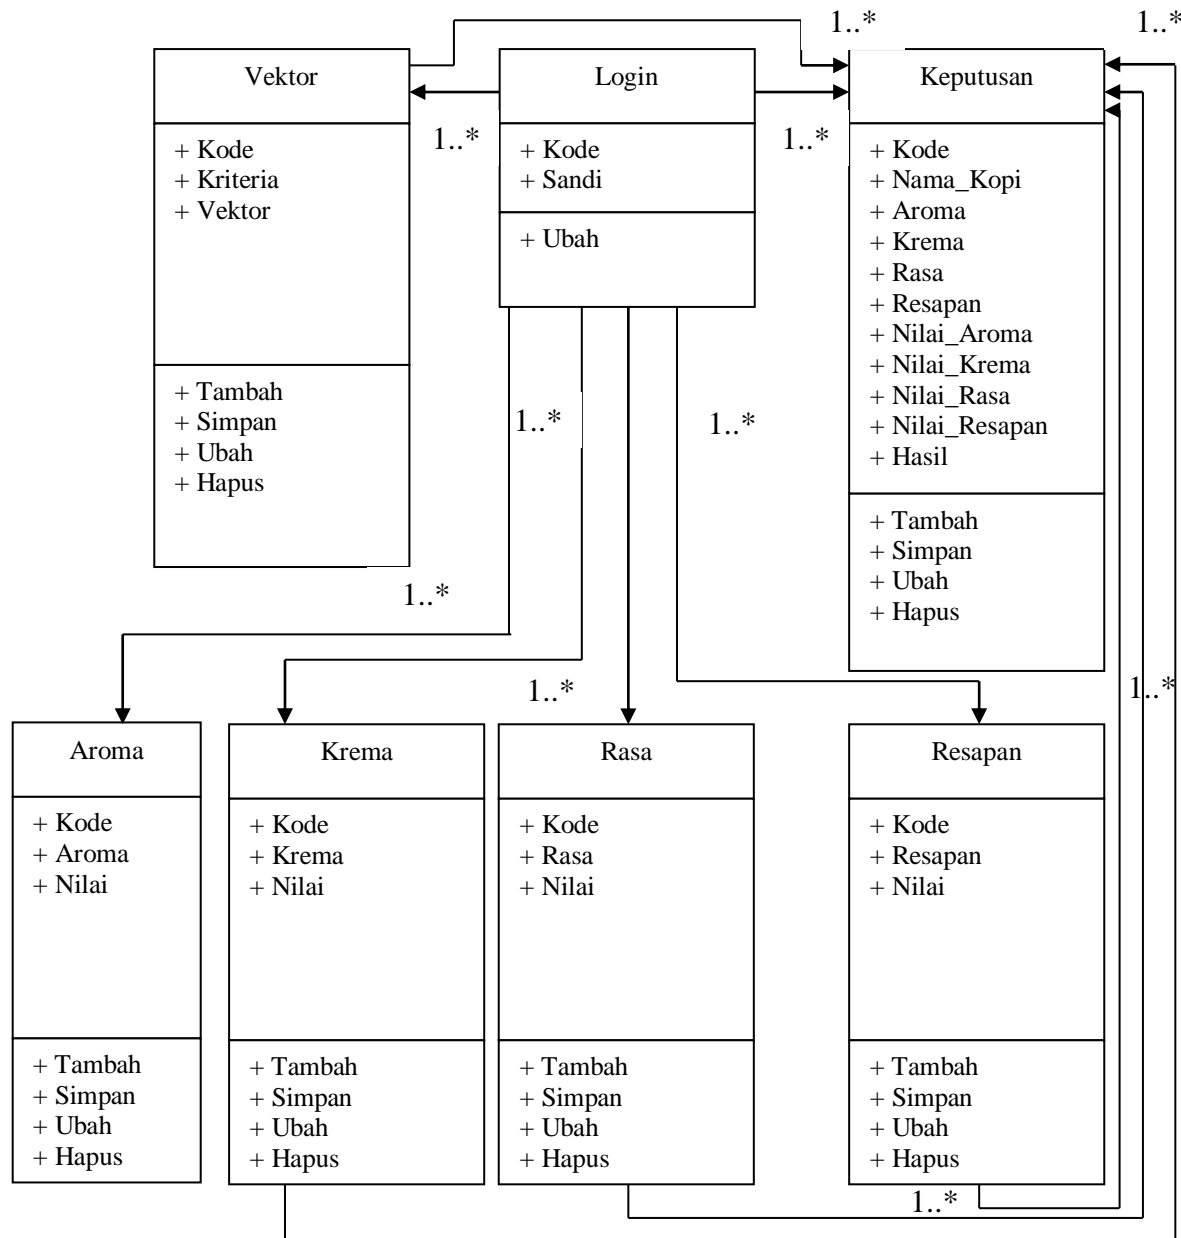 1..*
1..*
Vektor
Login
Keputusan
1..*
1..*
+ Kode
+ Kriteria
+ Vektor
+ Tambah
+ Simpan
+ Ubah
+ Hapus
+ Kode
+ Sandi
+ Ubah
+ Kode
+ Nama_Kopi
+ Aroma
+ Krema
+ Rasa
+ Resapan
+ Nilai_Aroma
+ Nilai_Krema
+ Nilai_Rasa
+ Nilai_Resapan
+ Hasil
+ Tambah
+ Simpan
+ Ubah
+ Hapus
1..*
1..*
1..*
1..*
1..*
Aroma
+ Kode
+ Aroma
+ Nilai
+ Tambah
+ Simpan
+ Ubah
+ Hapus
Krema
+ Kode
+ Krema
+ Nilai
+ Tambah
+ Simpan
+ Ubah
+ Hapus
Rasa
+ Kode
+ Rasa
+ Nilai
+ Tambah
+ Simpan
+ Ubah
+ Hapus
Resapan
+ Kode
+ Resapan
+ Nilai
+ Tambah
+ Simpan
+ Ubah
+ Hapus
1..*